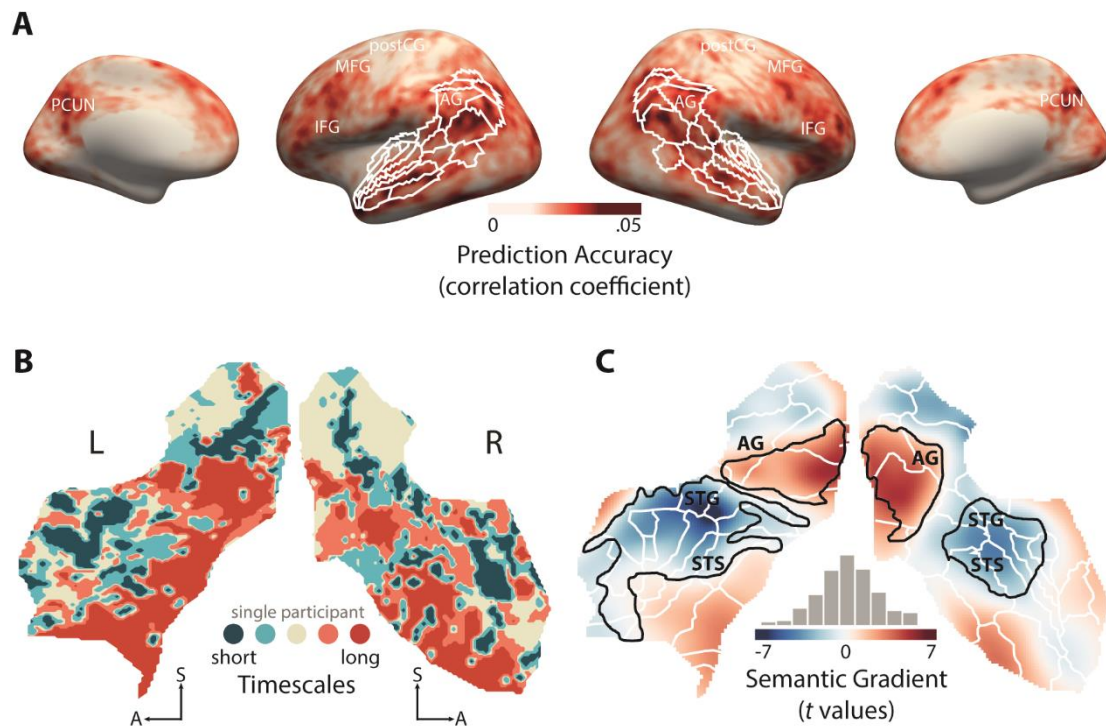 A
PCUN
postCG
MFG
AG
IFG
postCG
MFG
AG
IFG
PCUN
0 .05
Prediction Accuracy
(correlation coefficient)
B
L
R
single participant
short long
Timescales
S
A
S
A
C
AG
AG
STG
STS
STG
STS
-7 0 7
Semantic Gradient
(t values)